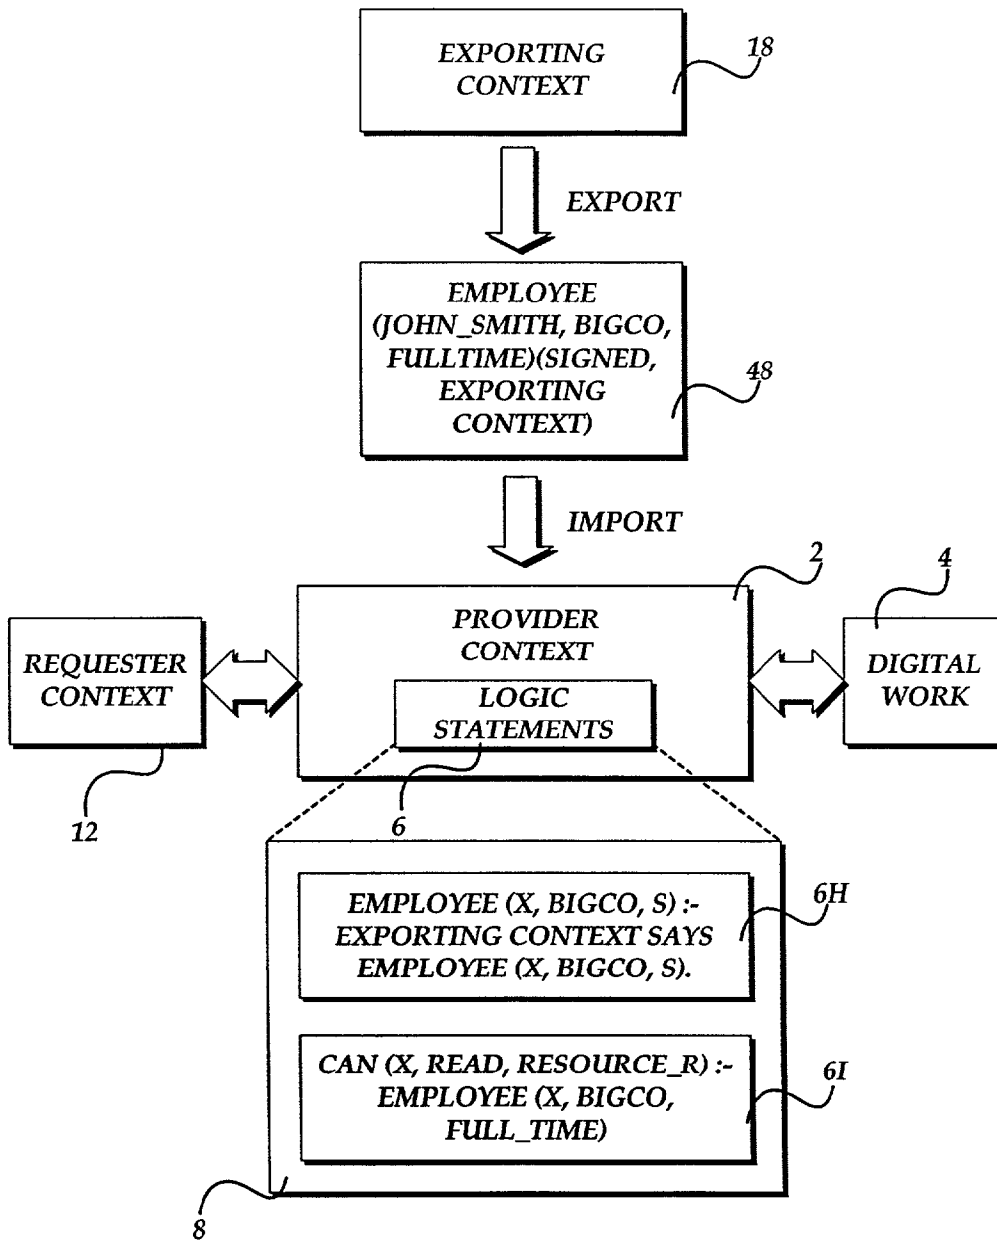 EXPORTING
CONTEXT
18
EXPORT
EMPLOYEE
(JOHN_SMITH, BIGCO,
FULLTIME)(SIGNED,
EXPORTING
CONTEXT)
48
IMPORT
2
4
PROVIDER
CONTEXT
REQUESTER
CONTEXT
DIGITAL
WORK
LOGIC
STATEMENTS
12
6
EMPLOYEE (X, BIGCO, S) :-
EXPORTING CONTEXT SAYS
EMPLOYEE (X, BIGCO, S).
6H
CAN (X, READ, RESOURCE_R) :-
EMPLOYEE (X, BIGCO,
FULL_TIME)
6I
8